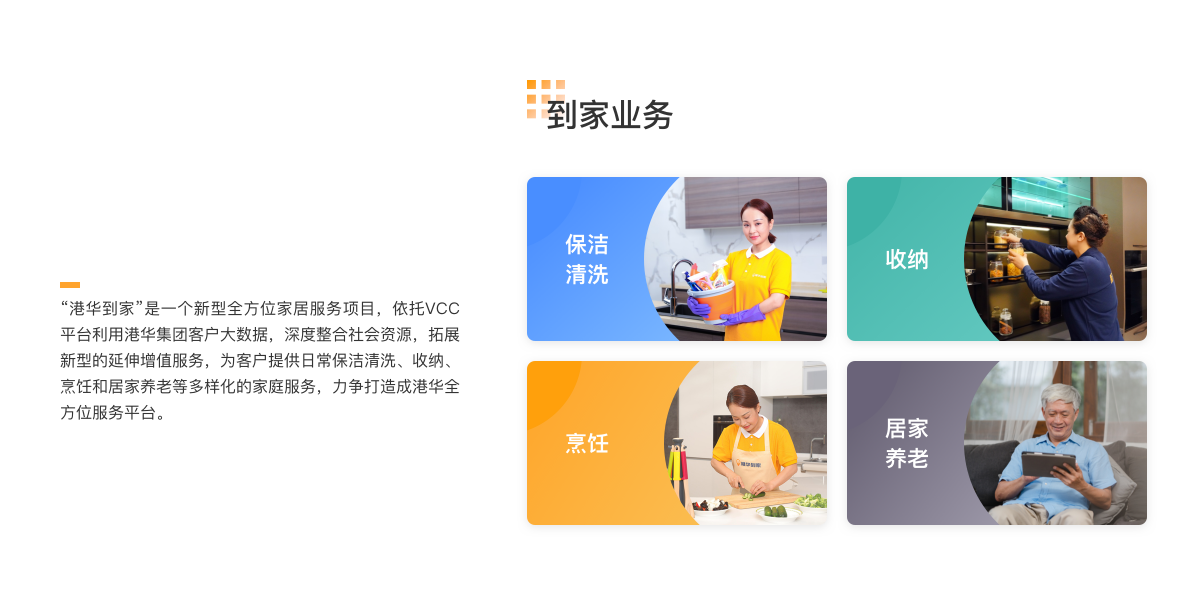 到家业务
“港华到家”是一个新型全方位家居服务项目，依托VCC
平台利用港华集团客户大数据，深度整合社会资源，拓展
新型的延伸增值服务，为客户提供日常保洁清洗、收纳、
烹饪和居家养老等多样化的家庭服务，力争打造成港华全
方位服务平台。
保洁
清洗
收纳
烹饪
港华到家
居家
养老